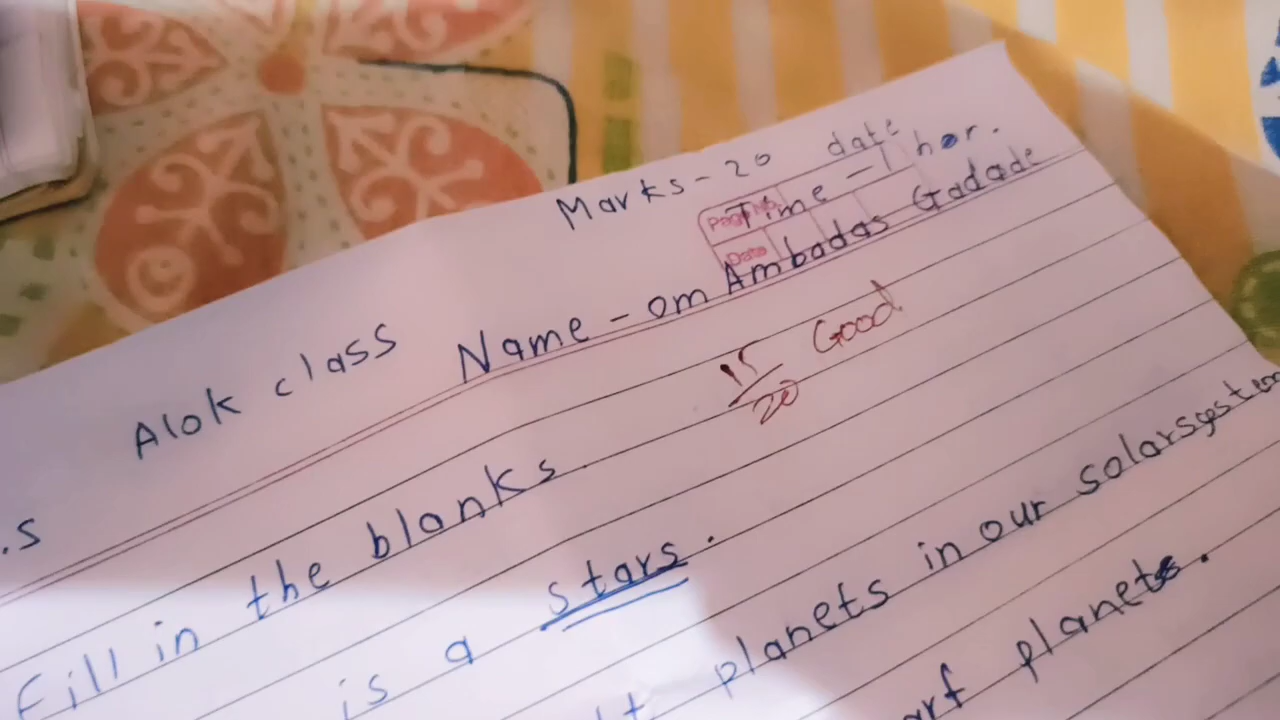 Marks-20 date
Page No.
Time - 1 hor.
Date
Alok class Name - om Ambadas Gadade
15/20 Good
.s
Fill in the blanks.
is a stars.
planets in our solarsystem
planets.